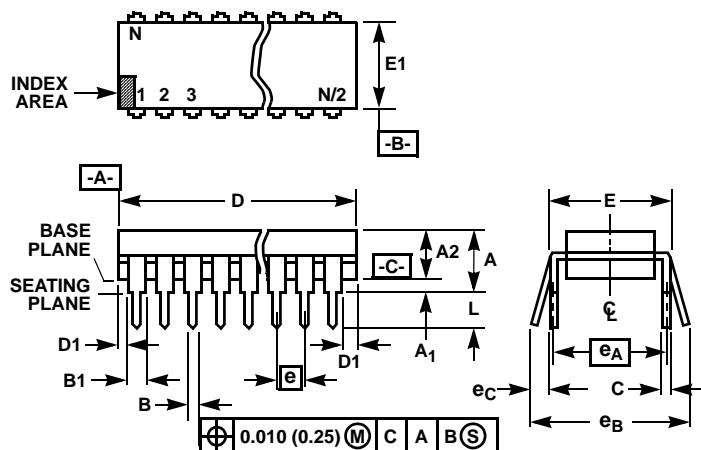 N
E1
INDEX
AREA
1 2 3 N/2
-B-
-A-
D
E
BASE
PLANE
A2
A
-C-
SEATING
PLANE
L
C L
D1
A1
D1
eA
B1
e
eC
C
B
eB
0.010 (0.25) M C A B S